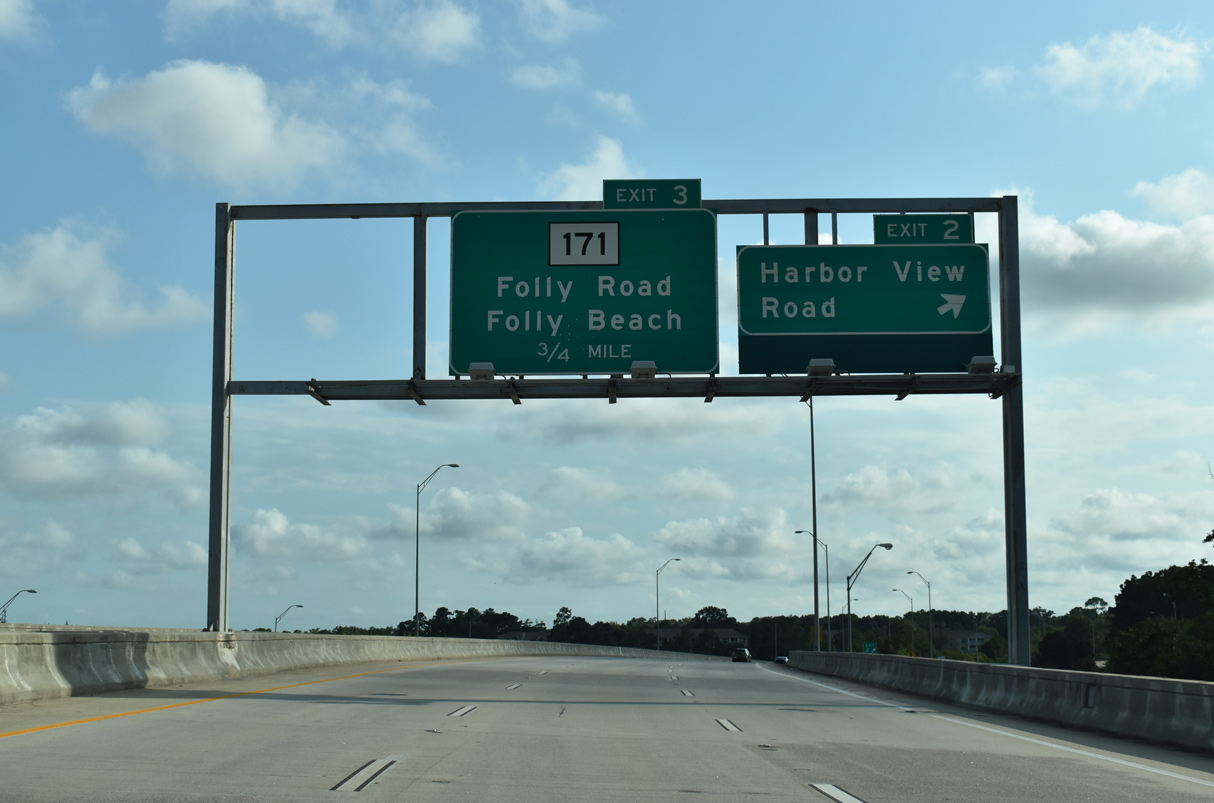 EXIT 3
171
Folly Road
Folly Beach
3/4 MILE
EXIT 2
Harbor View
Road